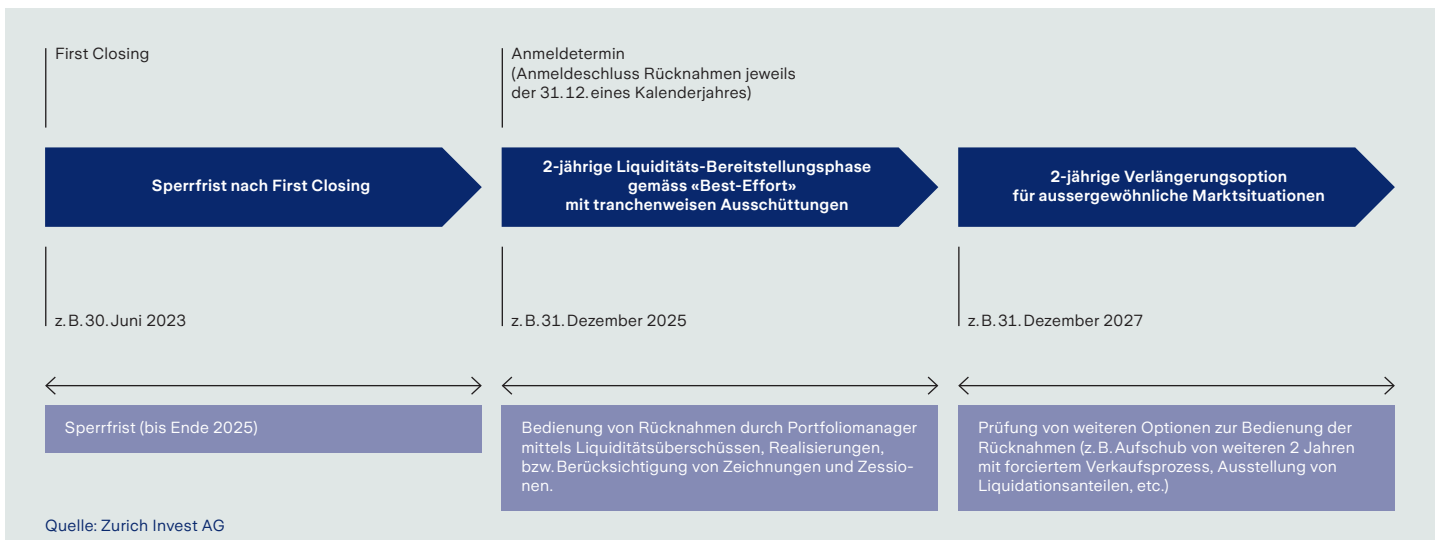 First Closing
Anmeldetermin
(Anmeldeschluss Rücknahmen jeweils
der 31.12. eines Kalenderjahres)
Sperrfrist nach First Closing
2-jährige Liquiditäts-Bereitstellungsphase
gemäss «Best-Effort»
mit tranchenweisen Ausschüttungen
2-jährige Verlängerungsoption
für aussergewöhnliche Marktsituationen
z. B. 30. Juni 2023
z. B. 31. Dezember 2025
z. B. 31. Dezember 2027
Sperrfrist (bis Ende 2025)
Bedienung von Rücknahmen durch Portfoliomanager
mittels Liquiditätsüberschüssen, Realisierungen,
bzw. Berücksichtigung von Zeichnungen und Zessio-
nen.
Prüfung von weiteren Optionen zur Bedienung der
Rücknahmen (z. B. Aufschub von weiteren 2 Jahren
mit forciertem Verkaufsprozess, Ausstellung von
Liquidationsanteilen, etc.)
Quelle: Zurich Invest AG